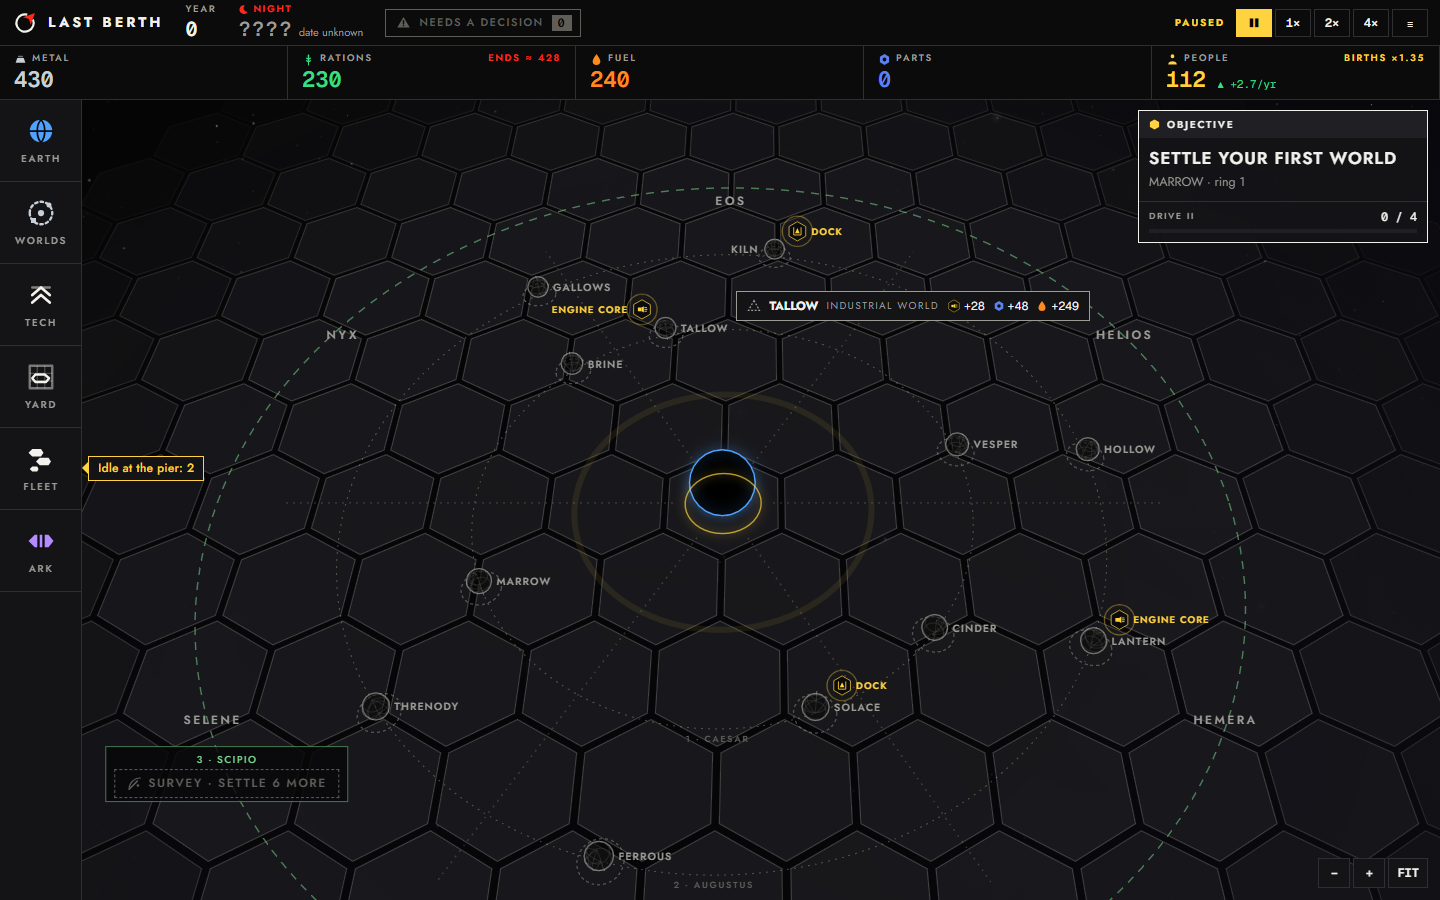 LAST BERTH
YEAR
0
NIGHT
???? date unknown
NEEDS A DECISION 0
PAUSED
1×
2×
4×
METAL
430
RATIONS
ENDS ≈ 428
230
FUEL
240
PARTS
0
PEOPLE
BIRTHS ×1.35
112 ▲ +2.7/yr
EARTH
WORLDS
TECH
YARD
FLEET
ARK
Idle at the pier: 2
OBJECTIVE
SETTLE YOUR FIRST WORLD
MARROW · ring 1
DRIVE II
0 / 4
EOS
DOCK
KILN
GALLOWS
ENGINE CORE
TALLOW INDUSTRIAL WORLD +28 +48 +249
TALLOW
NYX
HELIOS
BRINE
VESPER
HOLLOW
MARROW
CINDER
ENGINE CORE
LANTERN
DOCK
SOLACE
THRENODY
SELENE
HEMERA
1 · CAESAR
3 · SCIPIO
SURVEY · SETTLE 6 MORE
FERROUS
2 · AUGUSTUS
−
+
FIT